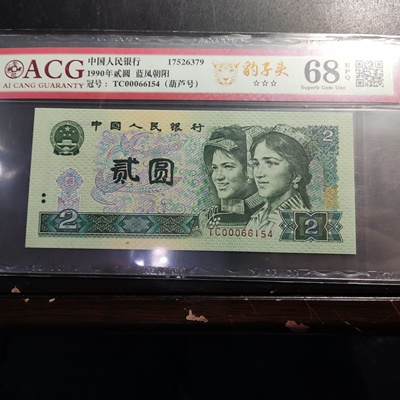 ACG
AI CANG GUARANTY
中国人民银行 17526379
1990年贰圆 蓝凤朝阳
冠号：TC00066154（葫芦号）
豹子头
☆☆☆
68 EPQ
Superb Gem Unc
中国人民银行
2
贰圆
2
TC00066154
2